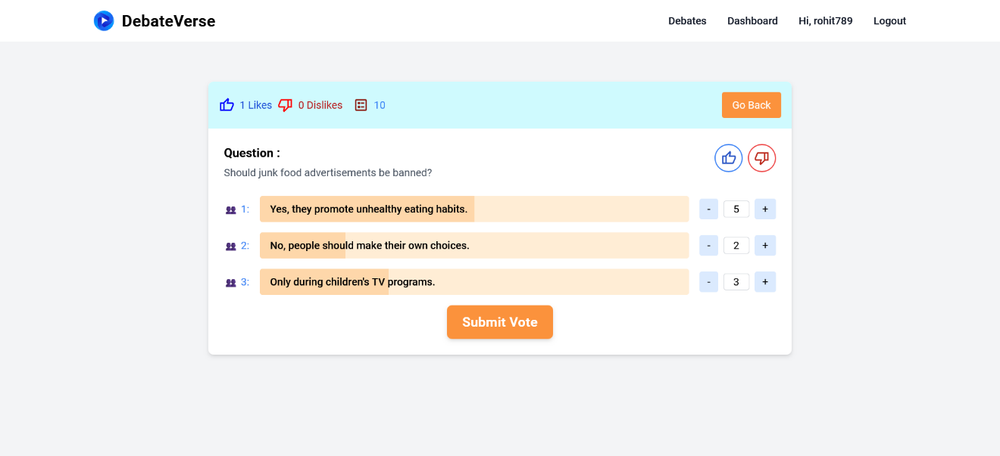 DebateVerse
Debates Dashboard Hi, rohit789 Logout
1 Likes 0 Dislikes 10 Go Back
Question :
Should junk food advertisements be banned?
1: Yes, they promote unhealthy eating habits. - 5 +
2: No, people should make their own choices. - 2 +
3: Only during children's TV programs. - 3 +
Submit Vote